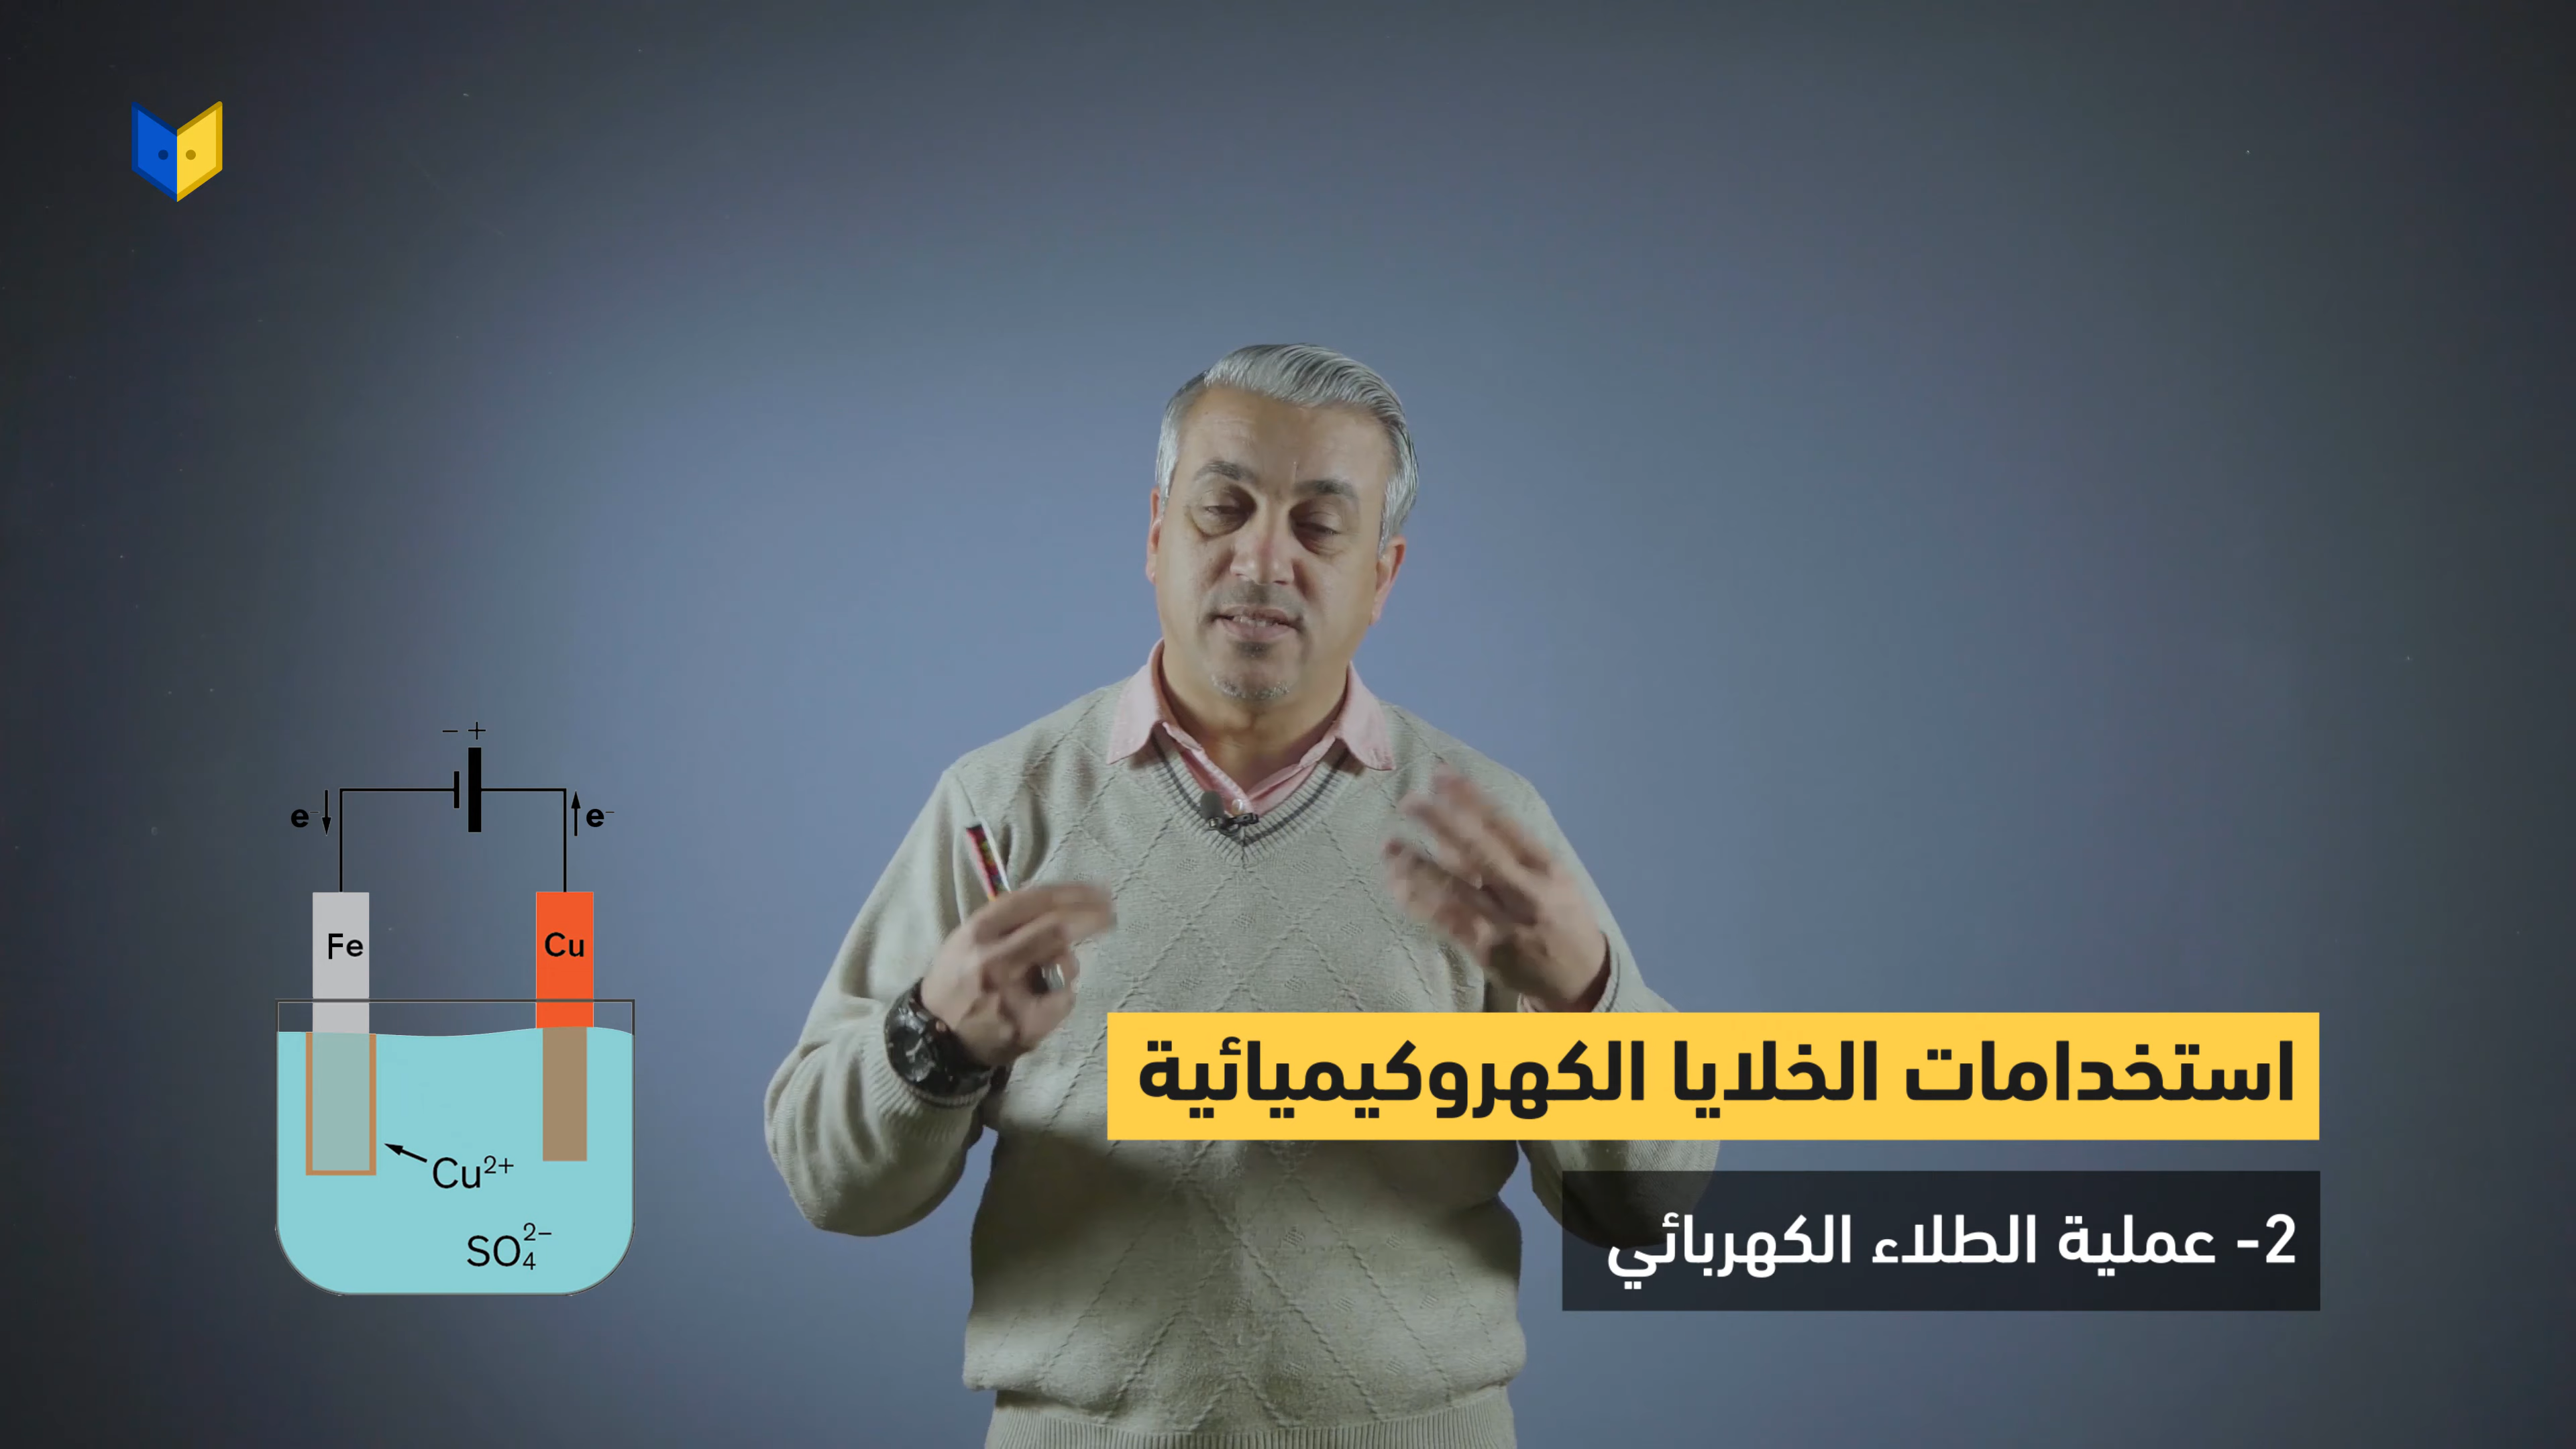 − +
e⁻ e⁻
Fe Cu
Cu²⁺
SO₄²⁻
استخدامات الخلايا الكهروكيميائية
2- عملية الطلاء الكهربائي